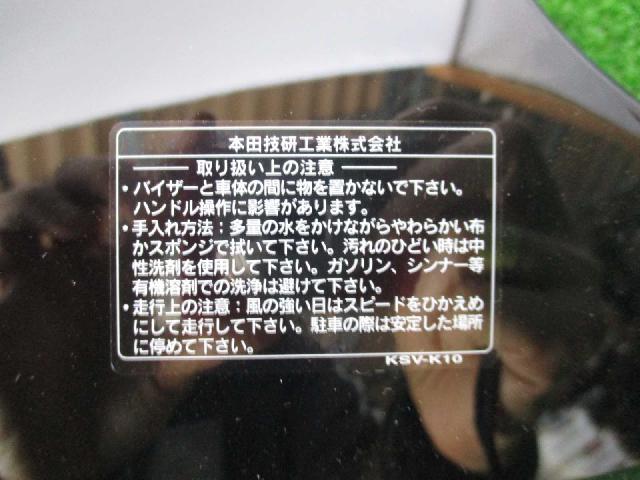 本田技研工業株式会社
取り扱い上の注意
・バイザーと車体の間に物を置かないで下さい。
ハンドル操作に影響があります。
・手入れ方法：多量の水をかけながらやわらかい布
かスポンジで拭いて下さい。汚れのひどい時は中
性洗剤を使用して下さい。ガソリン、シンナー等
有機溶剤での洗浄は避けて下さい。
・走行上の注意：風の強い日はスピードをひかえめ
にして走行して下さい。駐車の際は安定した場所
に停めて下さい。
KSV-K10